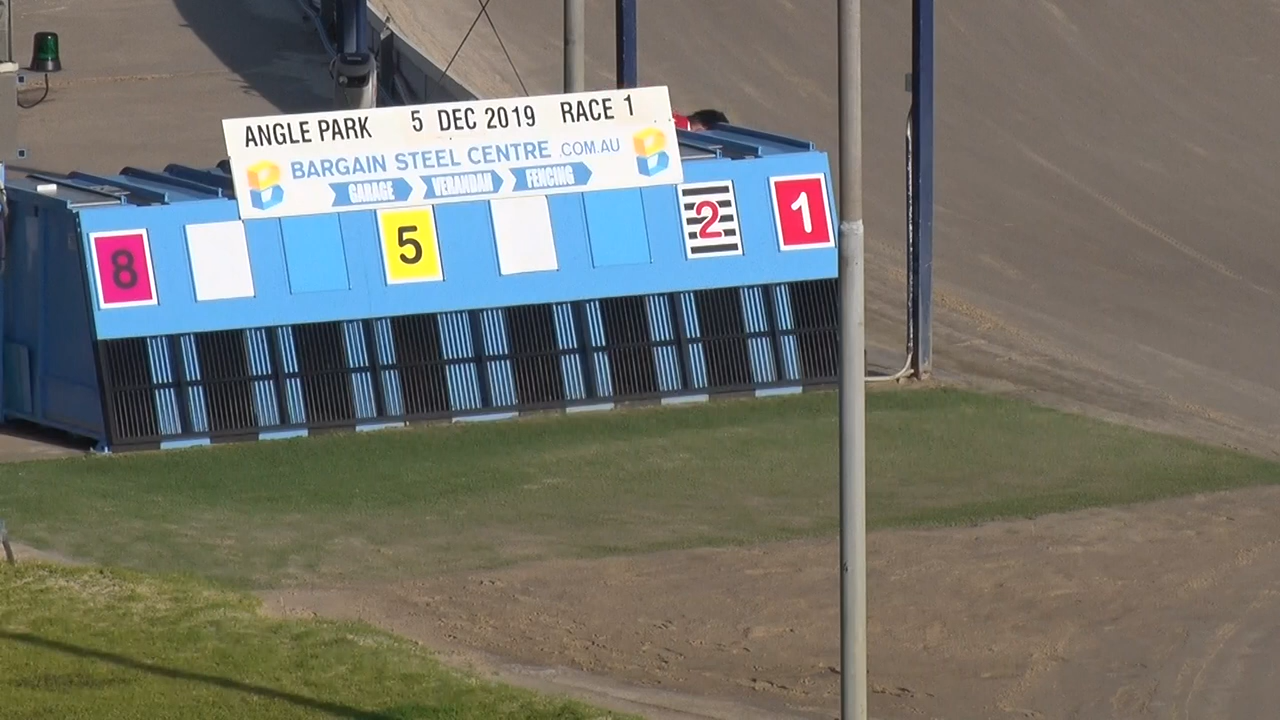 ANGLE PARK 5 DEC 2019 RACE 1
BARGAIN STEEL CENTRE .COM.AU
GARAGE VERANDAH FENCING
8 5 2 1